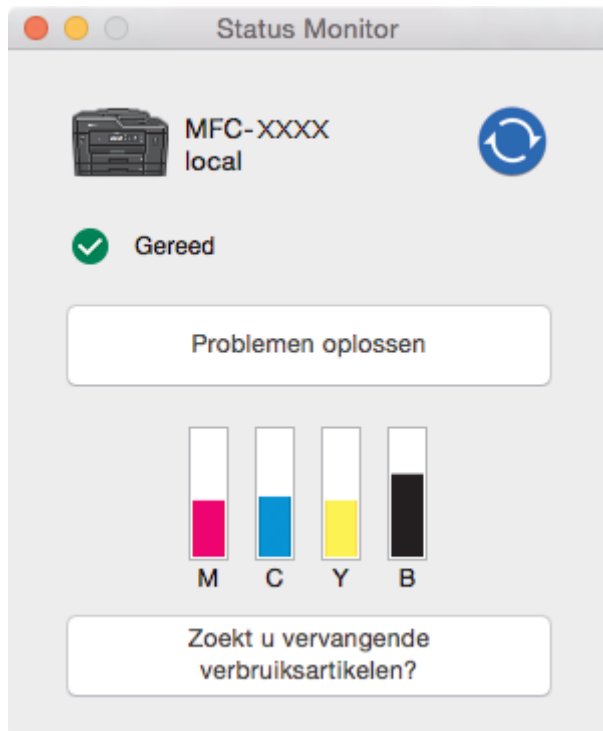 Status Monitor
MFC-XXXX
local
Gereed
Problemen oplossen
M C Y B
Zoekt u vervangende
verbruiksartikelen?